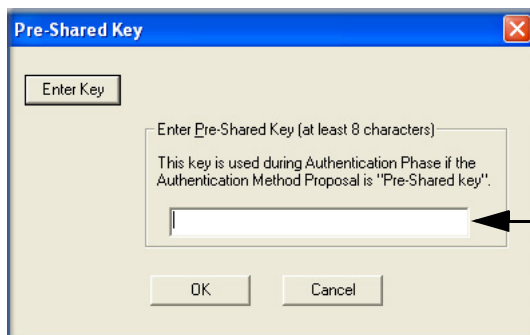 Pre-Shared Key
Enter Key
Enter Pre-Shared Key (at least 8 characters)
This key is used during Authentication Phase if the
Authentication Method Proposal is "Pre-Shared key".
OK
Cancel